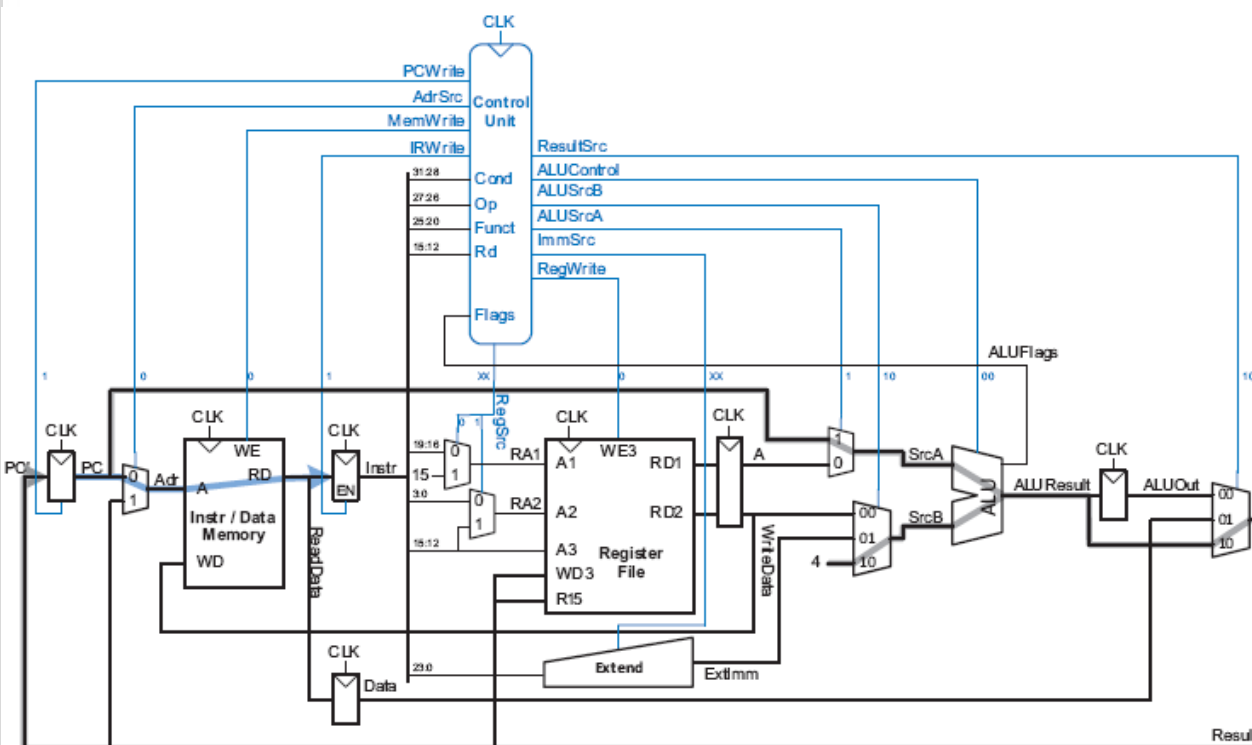 CLK
PCWrite
AdrSrc
MemWrite
IRWrite
Control
Unit
ResultSrc
ALUControl
ALUSrcB
ALUSrcA
ImmSrc
RegWrite
31:28
Cond
27:26
Op
25:20
Funct
15:12
Rd
Flags
ALUFlags
1
0
0
1
XX
0
XX
1
10
00
10
RegSrc
0 1
CLK
CLK
CLK
CLK
CLK
CLK
PC'
PC
0
1
Adr
A
WE
RD
Instr / Data
Memory
WD
EN
Instr
ReadData
19:16
15
3:0
15:12
0
1
0
1
RA1
RA2
A1
A2
A3
WD3
R15
WE3
RD1
RD2
Register
File
A
WriteData
1
0
SrcA
00
01
10
4
SrcB
ALU
ALUResult
ALUOut
00
01
10
CLK
Data
23:0
Extend
ExtImm
Resul